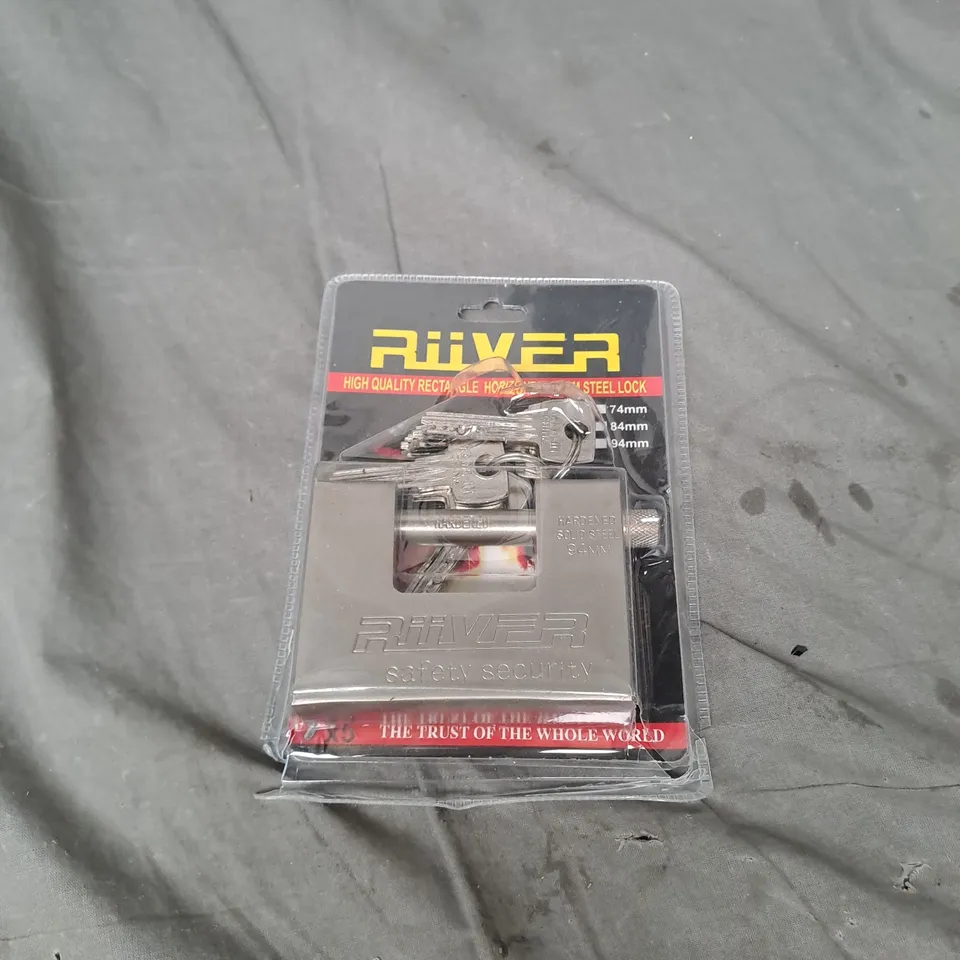 RiiVER
HIGH QUALITY RECTANGLE STEEL LOCK
74mm
84mm
94mm
HARDENED
SOLID STEEL
94MM
RiiVER
safety security
THE TRUST OF THE WHOLE WORLD